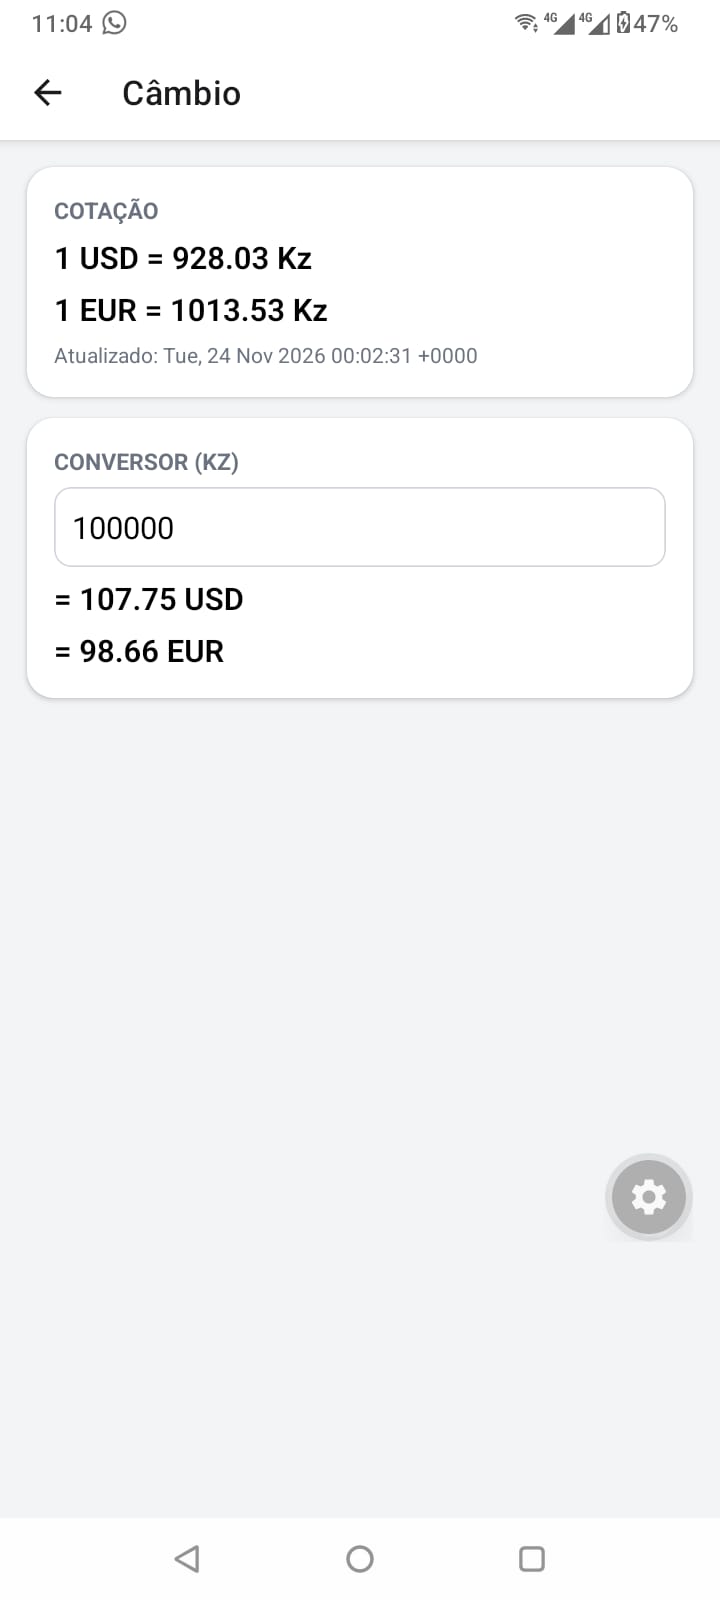 11:04
4G 4G 47%
Câmbio
COTAÇÃO
1 USD = 928.03 Kz
1 EUR = 1013.53 Kz
Atualizado: Tue, 24 Nov 2026 00:02:31 +0000
CONVERSOR (KZ)
100000
= 107.75 USD
= 98.66 EUR